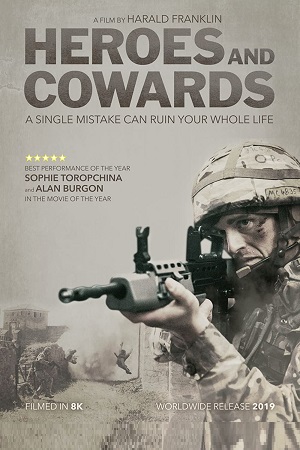 A FILM BY HARALD FRANKLIN
HEROES AND
COWARDS
A SINGLE MISTAKE CAN RUIN YOUR WHOLE LIFE
BEST PERFORMANCE OF THE YEAR
SOPHIE TOROPCHINA
and ALAN BURGON
IN THE MOVIE OF THE YEAR
FILMED IN 8K
WORLDWIDE RELEASE 2019